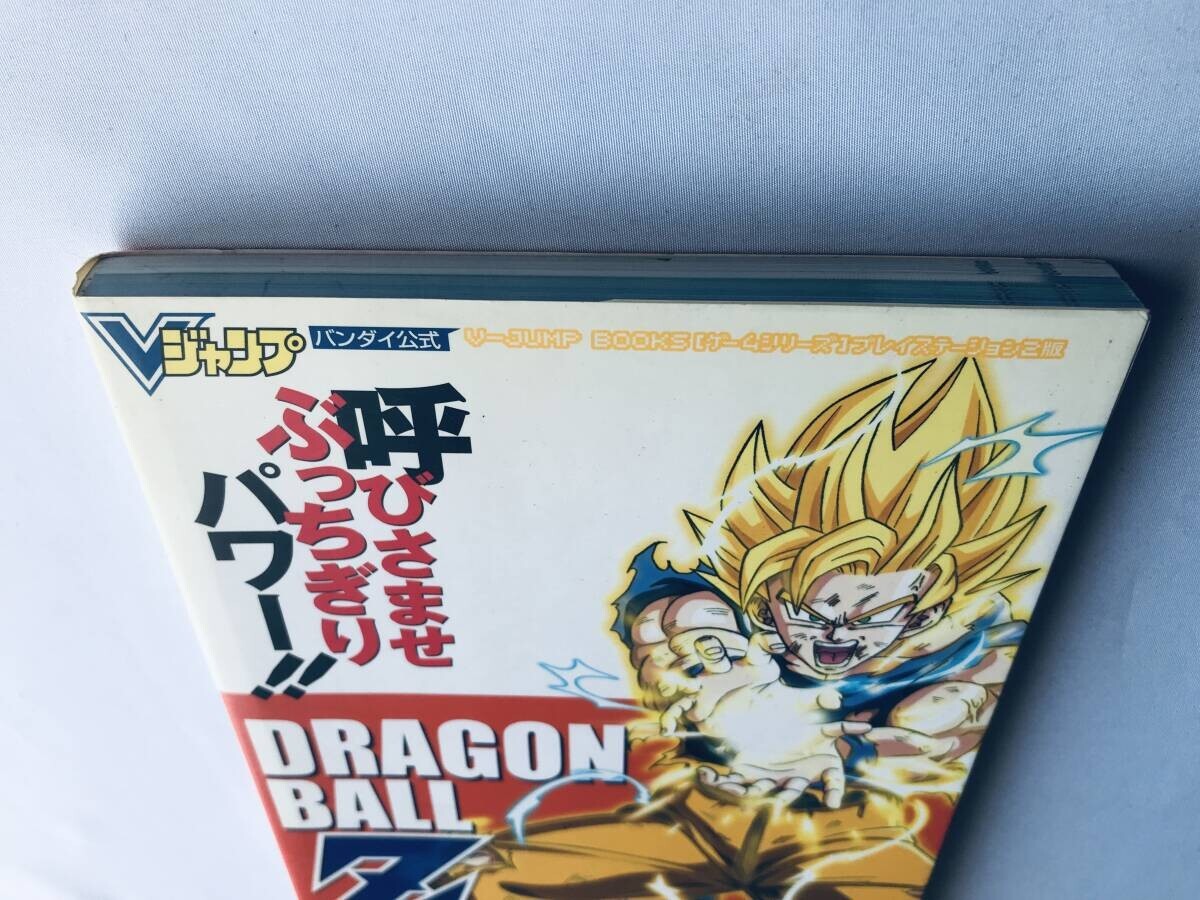 Vジャンプ
バンダイ公式
V-JUMP BOOKS[ゲームシリーズ]プレイステーション2版
呼びさませ
ぶっちぎり
パワー!!
DRAGON
BALL
Z